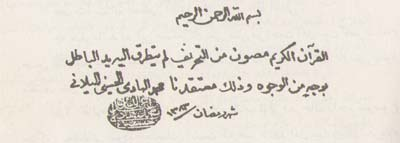 بسم الله الرحمن الرحيم
القرآن الكريم مصون من التحريف لم يتطرق اليه يد الباطل
بوجه من الوجوه وذلك معتقدنا محمد الهادي الحسيني الميلاني
شهر رمضان ١٣٨٣